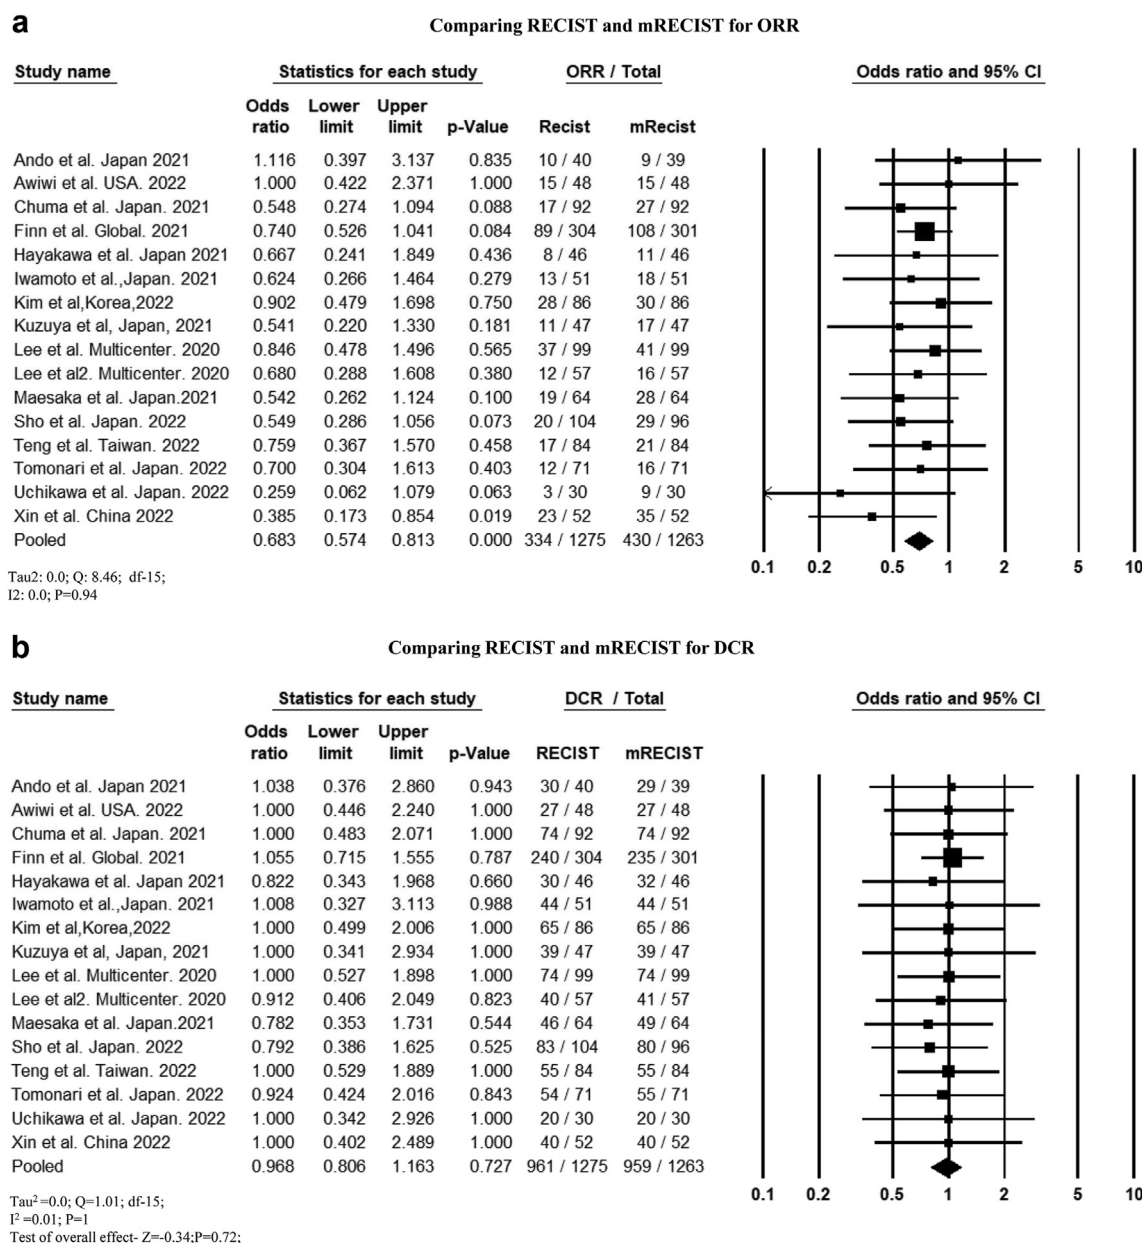 a
Comparing RECIST and mRECIST for ORR
Study name Statistics for each study ORR / Total Odds ratio and 95% CI
Odds Lower Upper
ratio limit limit p-Value Recist mRecist
Ando et al. Japan 2021 1.116 0.397 3.137 0.835 10 / 40 9 / 39
Awiwi et al. USA. 2022 1.000 0.422 2.371 1.000 15 / 48 15 / 48
Chuma et al. Japan. 2021 0.548 0.274 1.094 0.088 17 / 92 27 / 92
Finn et al. Global. 2021 0.740 0.526 1.041 0.084 89 / 304 108 / 301
Hayakawa et al. Japan 2021 0.667 0.241 1.849 0.436 8 / 46 11 / 46
Iwamoto et al.,Japan. 2021 0.624 0.266 1.464 0.279 13 / 51 18 / 51
Kim et al,Korea,2022 0.902 0.479 1.698 0.750 28 / 86 30 / 86
Kuzuya et al, Japan, 2021 0.541 0.220 1.330 0.181 11 / 47 17 / 47
Lee et al. Multicenter. 2020 0.846 0.478 1.496 0.565 37 / 99 41 / 99
Lee et al2. Multicenter. 2020 0.680 0.288 1.608 0.380 12 / 57 16 / 57
Maesaka et al. Japan.2021 0.542 0.262 1.124 0.100 19 / 64 28 / 64
Sho et al. Japan. 2022 0.549 0.286 1.056 0.073 20 / 104 29 / 96
Teng et al. Taiwan. 2022 0.759 0.367 1.570 0.458 17 / 84 21 / 84
Tomonari et al. Japan. 2022 0.700 0.304 1.613 0.403 12 / 71 16 / 71
Uchikawa et al. Japan. 2022 0.259 0.062 1.079 0.063 3 / 30 9 / 30
Xin et al. China 2022 0.385 0.173 0.854 0.019 23 / 52 35 / 52
Pooled 0.683 0.574 0.813 0.000 334 / 1275 430 / 1263
0.1 0.2 0.5 1 2 5 10
Tau2: 0.0; Q: 8.46; df-15;
I2: 0.0; P=0.94
b
Comparing RECIST and mRECIST for DCR
Study name Statistics for each study DCR / Total Odds ratio and 95% CI
Odds Lower Upper
ratio limit limit p-Value RECIST mRECIST
Ando et al. Japan 2021 1.038 0.376 2.860 0.943 30 / 40 29 / 39
Awiwi et al. USA. 2022 1.000 0.446 2.240 1.000 27 / 48 27 / 48
Chuma et al. Japan. 2021 1.000 0.483 2.071 1.000 74 / 92 74 / 92
Finn et al. Global. 2021 1.055 0.715 1.555 0.787 240 / 304 235 / 301
Hayakawa et al. Japan 2021 0.822 0.343 1.968 0.660 30 / 46 32 / 46
Iwamoto et al.,Japan. 2021 1.008 0.327 3.113 0.988 44 / 51 44 / 51
Kim et al,Korea,2022 1.000 0.499 2.006 1.000 65 / 86 65 / 86
Kuzuya et al, Japan, 2021 1.000 0.341 2.934 1.000 39 / 47 39 / 47
Lee et al. Multicenter. 2020 1.000 0.527 1.898 1.000 74 / 99 74 / 99
Lee et al2. Multicenter. 2020 0.912 0.406 2.049 0.823 40 / 57 41 / 57
Maesaka et al. Japan.2021 0.782 0.353 1.731 0.544 46 / 64 49 / 64
Sho et al. Japan. 2022 0.792 0.386 1.625 0.525 83 / 104 80 / 96
Teng et al. Taiwan. 2022 1.000 0.529 1.889 1.000 55 / 84 55 / 84
Tomonari et al. Japan. 2022 0.924 0.424 2.016 0.843 54 / 71 55 / 71
Uchikawa et al. Japan. 2022 1.000 0.342 2.926 1.000 20 / 30 20 / 30
Xin et al. China 2022 1.000 0.402 2.489 1.000 40 / 52 40 / 52
Pooled 0.968 0.806 1.163 0.727 961 / 1275 959 / 1263
0.1 0.2 0.5 1 2 5 10
Tau² =0.0; Q=1.01; df-15;
I² =0.01; P=1
Test of overall effect- Z=-0.34;P=0.72;